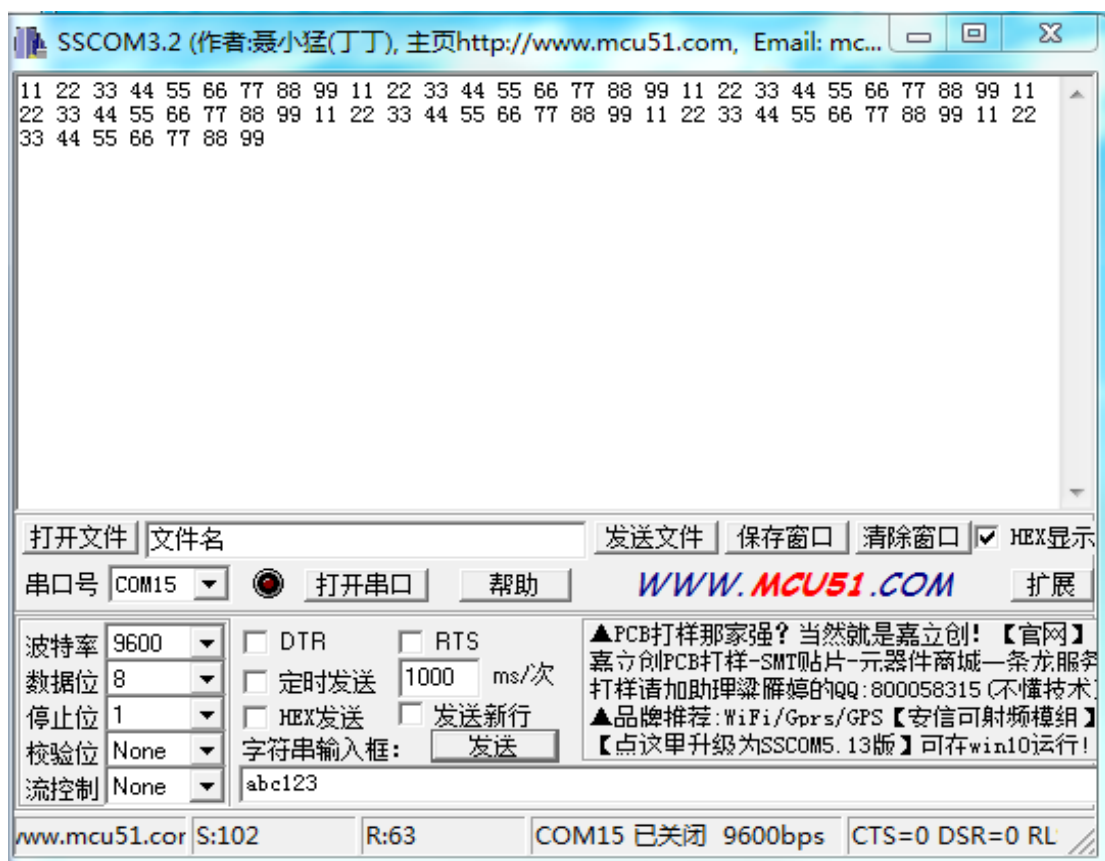 SSCOM3.2 (作者:聂小猛(丁丁), 主页http://www.mcu51.com, Email: mc...
11 22 33 44 55 66 77 88 99 11 22 33 44 55 66 77 88 99 11 22 33 44 55 66 77 88 99 11
22 33 44 55 66 77 88 99 11 22 33 44 55 66 77 88 99 11 22 33 44 55 66 77 88 99 11 22
33 44 55 66 77 88 99
打开文件 文件名 发送文件 保存窗口 清除窗口 HEX显示
串口号 COM15 打开串口 帮助 WWW.MCU51.COM 扩展
波特率 9600 DTR RTS
数据位 8 定时发送 1000 ms/次
停止位 1 HEX发送 发送新行
校验位 None 字符串输入框: 发送
流控制 None abc123
▲PCB打样那家强?当然就是嘉立创!【官网】
嘉立创PCB打样-SMT贴片-元器件商城—条龙服务
打样请加助理梁雁婷的QQ:800058315(不懂技术
▲品牌推荐:WiFi/Gprs/GPS【安信可射频模组】
【点这里升级为SSCOM5.13版】可在win10运行!
www.mcu51.cor S:102 R:63 COM15 已关闭 9600bps CTS=0 DSR=0 RL